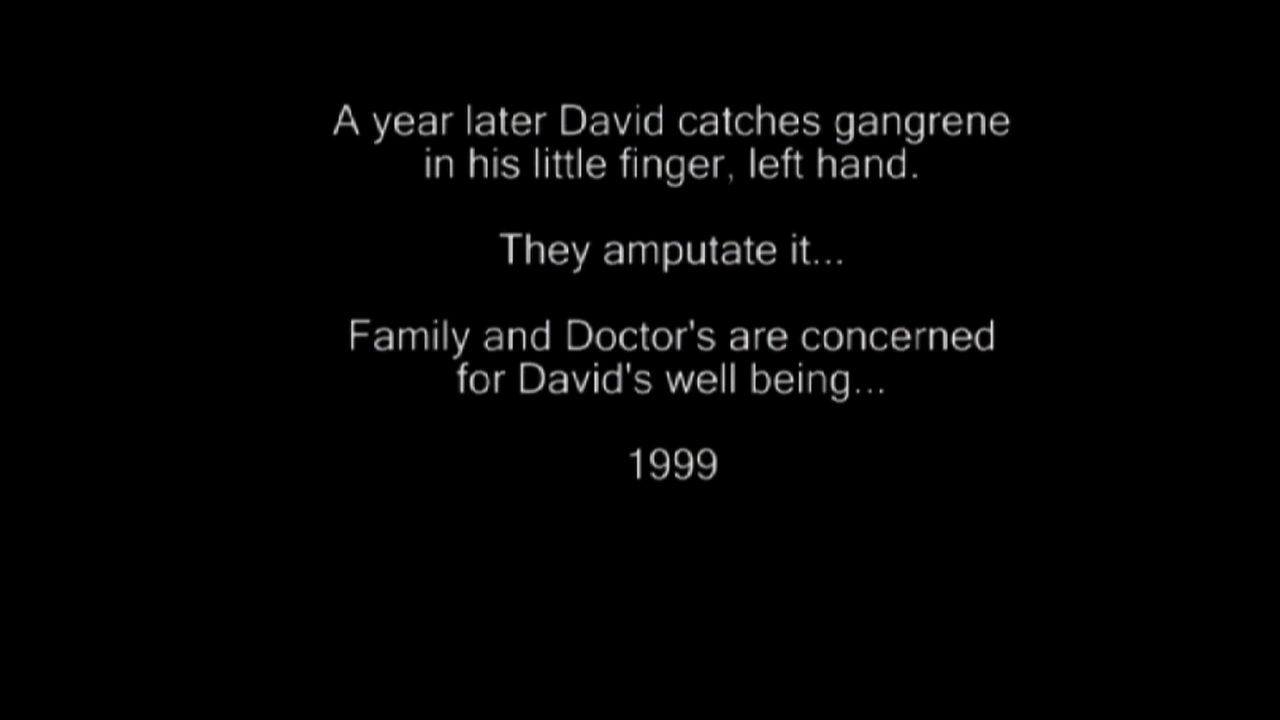 A year later David catches gangrene
in his little finger, left hand.
They amputate it...
Family and Doctor's are concerned
for David's well being...
1999